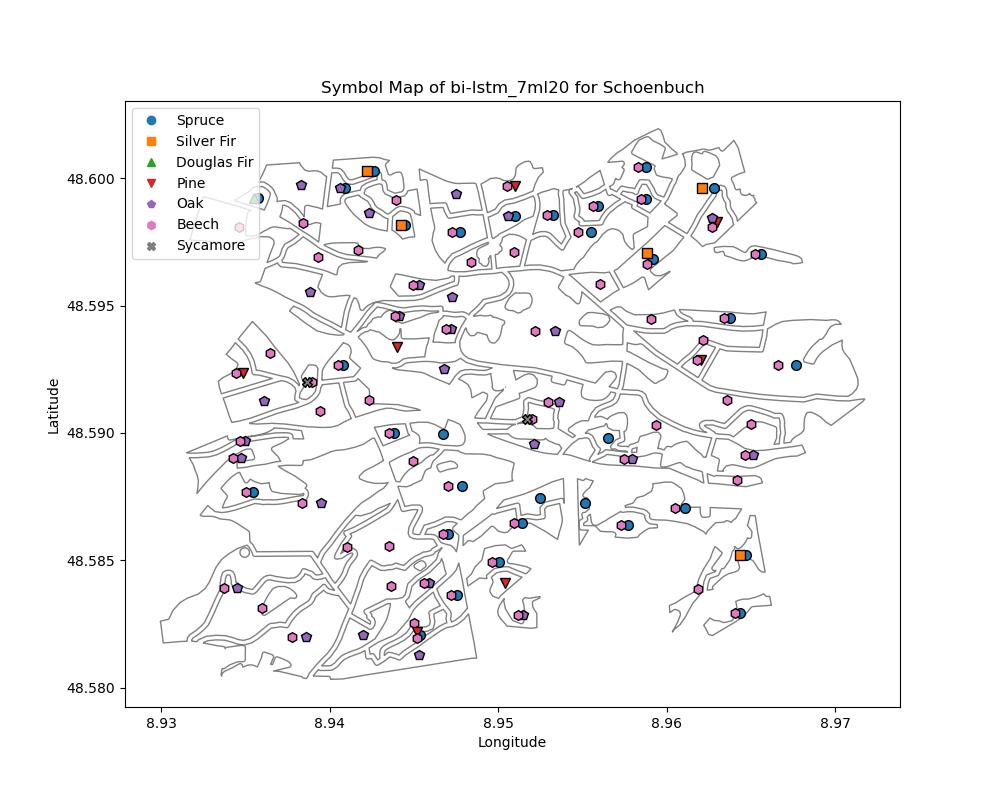 Symbol Map of bi-lstm_7ml20 for Schoenbuch
Spruce
Silver Fir
Douglas Fir
Pine
Oak
Beech
Sycamore
48.600
48.595
48.590
48.585
48.580
Latitude
8.93 8.94 8.95 8.96 8.97
Longitude